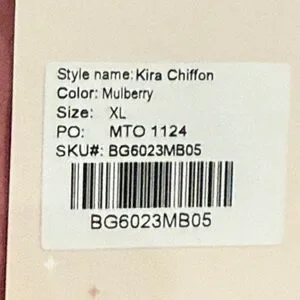 Style name: Kira Chiffon
Color: Mulberry
Size: XL
PO: MTO 1124
SKU#: BG6023MB05
BG6023MB05